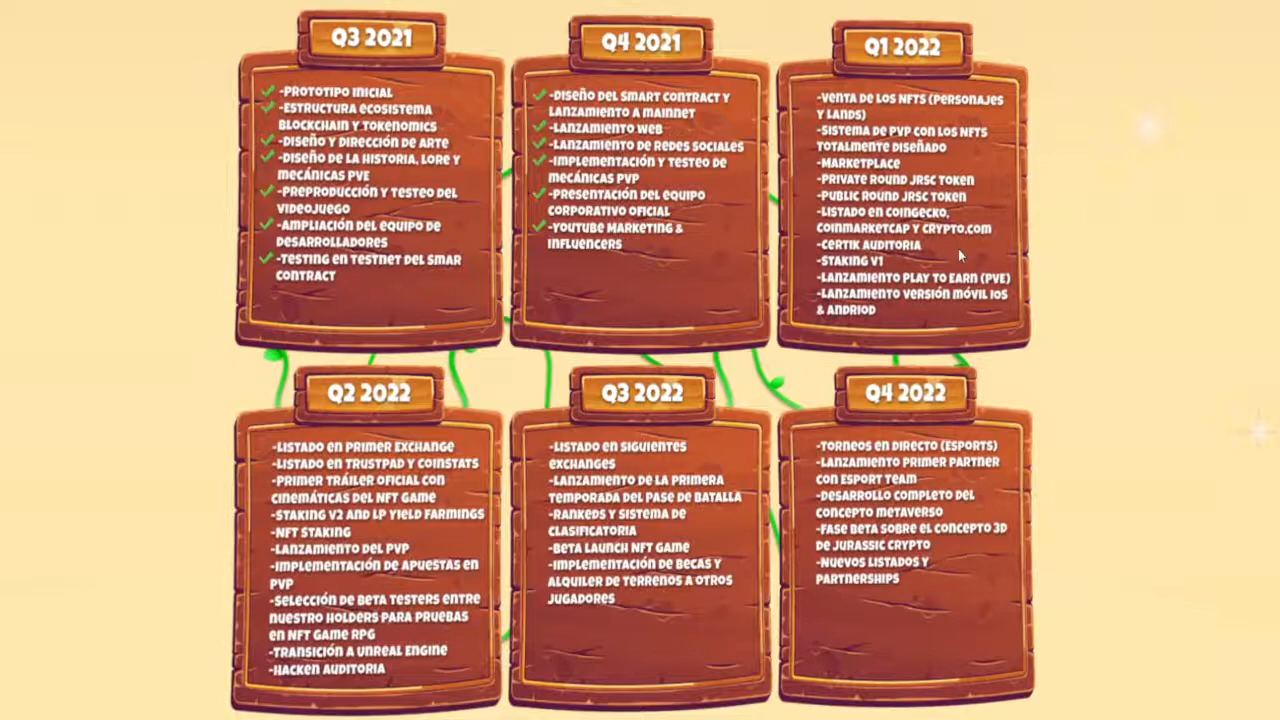 Q3 2021
-PROTOTIPO INICIAL
-ESTRUCTURA ECOSISTEMA
BLOCKCHAIN Y TOKENOMICS
-DISEÑO Y DIRECCIÓN DE ARTE
-DISEÑO DE LA HISTORIA, LORE Y
MECÁNICAS PVE
-PREPRODUCCIÓN Y TESTEO DEL
VIDEOJUEGO
-AMPLIACIÓN DEL EQUIPO DE
DESARROLLADORES
-TESTING EN TESTNET DEL SMAR
CONTRACT
Q4 2021
-DISEÑO DEL SMART CONTRACT Y
LANZAMIENTO A MAINNET
-LANZAMIENTO WEB
-LANZAMIENTO DE REDES SOCIALES
-IMPLEMENTACIÓN Y TESTEO DE
MECÁNICAS PVP
-PRESENTACIÓN DEL EQUIPO
CORPORATIVO OFICIAL
-YOUTUBE MARKETING &
INFLUENCERS
Q1 2022
-VENTA DE LOS NFTS (PERSONAJES
Y LANDS)
-SISTEMA DE PVP CON LOS NFTS
TOTALMENTE DISEÑADO
-MARKETPLACE
-PRIVATE ROUND JRSC TOKEN
-PUBLIC ROUND JRSC TOKEN
-LISTADO EN COINGECKO,
COINMARKETCAP Y CRYPTO.COM
-CERTIK AUDITORIA
-STAKING V1
-LANZAMIENTO PLAY TO EARN (PVE)
-LANZAMIENTO VERSIÓN MÓVIL IOS
& ANDRIOD
Q2 2022
-LISTADO EN PRIMER EXCHANGE
-LISTADO EN TRUSTPAD Y COINSTATS
-PRIMER TRÁILER OFICIAL CON
CINEMÁTICAS DEL NFT GAME
-STAKING V2 AND LP YIELD FARMINGS
-NFT STAKING
-LANZAMIENTO DEL PVP
-IMPLEMENTACIÓN DE APUESTAS EN
PVP
-SELECCIÓN DE BETA TESTERS ENTRE
NUESTRO HOLDERS PARA PRUEBAS
EN NFT GAME RPG
-TRANSICIÓN A UNREAL ENGINE
-HACKEN AUDITORIA
Q3 2022
-LISTADO EN SIGUIENTES
EXCHANGES
-LANZAMIENTO DE LA PRIMERA
TEMPORADA DEL PASE DE BATALLA
-RANKEDS Y SISTEMA DE
CLASIFICATORIA
-BETA LAUNCH NFT GAME
-IMPLEMENTACIÓN DE BECAS Y
ALQUILER DE TERRENOS A OTROS
JUGADORES
Q4 2022
-TORNEOS EN DIRECTO (ESPORTS)
-LANZAMIENTO PRIMER PARTNER
CON ESPORT TEAM
-DESARROLLO COMPLETO DEL
CONCEPTO METAVERSO
-FASE BETA SOBRE EL CONCEPTO 3D
DE JURASSIC CRYPTO
-NUEVOS LISTADOS Y
PARTNERSHIPS